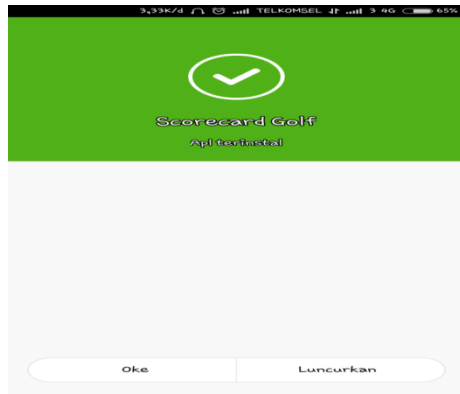 3,33K/d TELKOMSEL 3 4G 65%
Scorecard Golf
Apl terinstal
Oke Luncurkan